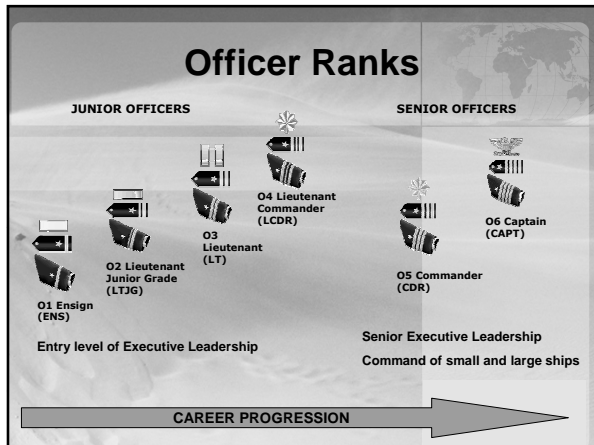 Officer Ranks
JUNIOR OFFICERS
SENIOR OFFICERS
O1 Ensign
(ENS)
O2 Lieutenant
Junior Grade
(LTJG)
O3
Lieutenant
(LT)
O4 Lieutenant
Commander
(LCDR)
O5 Commander
(CDR)
O6 Captain
(CAPT)
Entry level of Executive Leadership
Senior Executive Leadership
Command of small and large ships
CAREER PROGRESSION